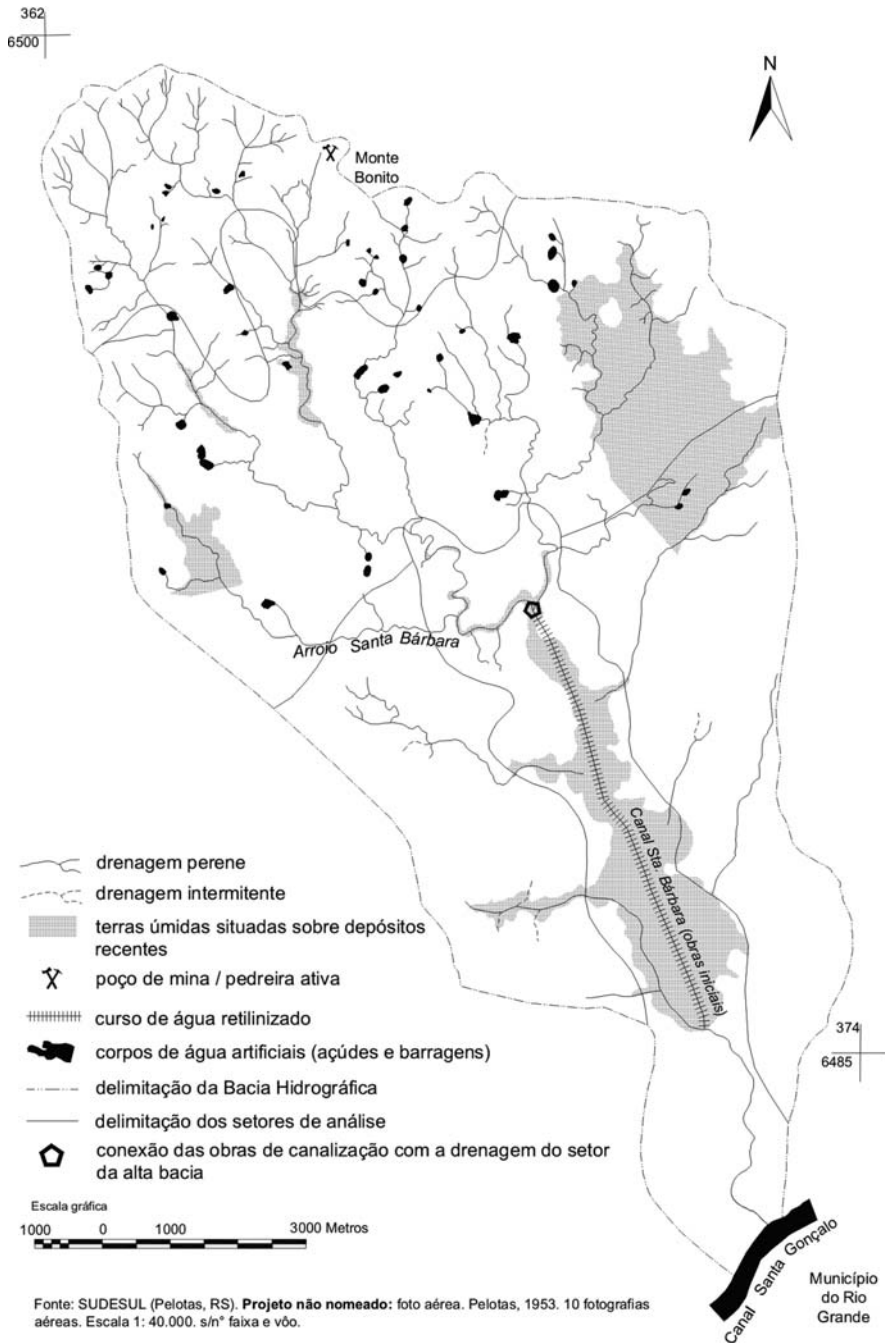 362
6500
N
Monte
Bonito
Arroio Santa Bárbara
Canal Sta. Bárbara (obras iniciais)
drenagem perene
drenagem intermitente
terras úmidas situadas sobre depósitos
recentes
poço de mina / pedreira ativa
curso de água retilinizado
corpos de água artificiais (açúdes e barragens)
delimitação da Bacia Hidrográfica
delimitação dos setores de análise
conexão das obras de canalização com a drenagem do setor
da alta bacia
374
6485
Escala gráfica
1000 0 1000 3000 Metros
Canal Santa Gonçalo
Município
do Rio
Grande
Fonte: SUDESUL (Pelotas, RS). Projeto não nomeado: foto aérea. Pelotas, 1953. 10 fotografias
aéreas. Escala 1: 40.000. s/n° faixa e vôo.